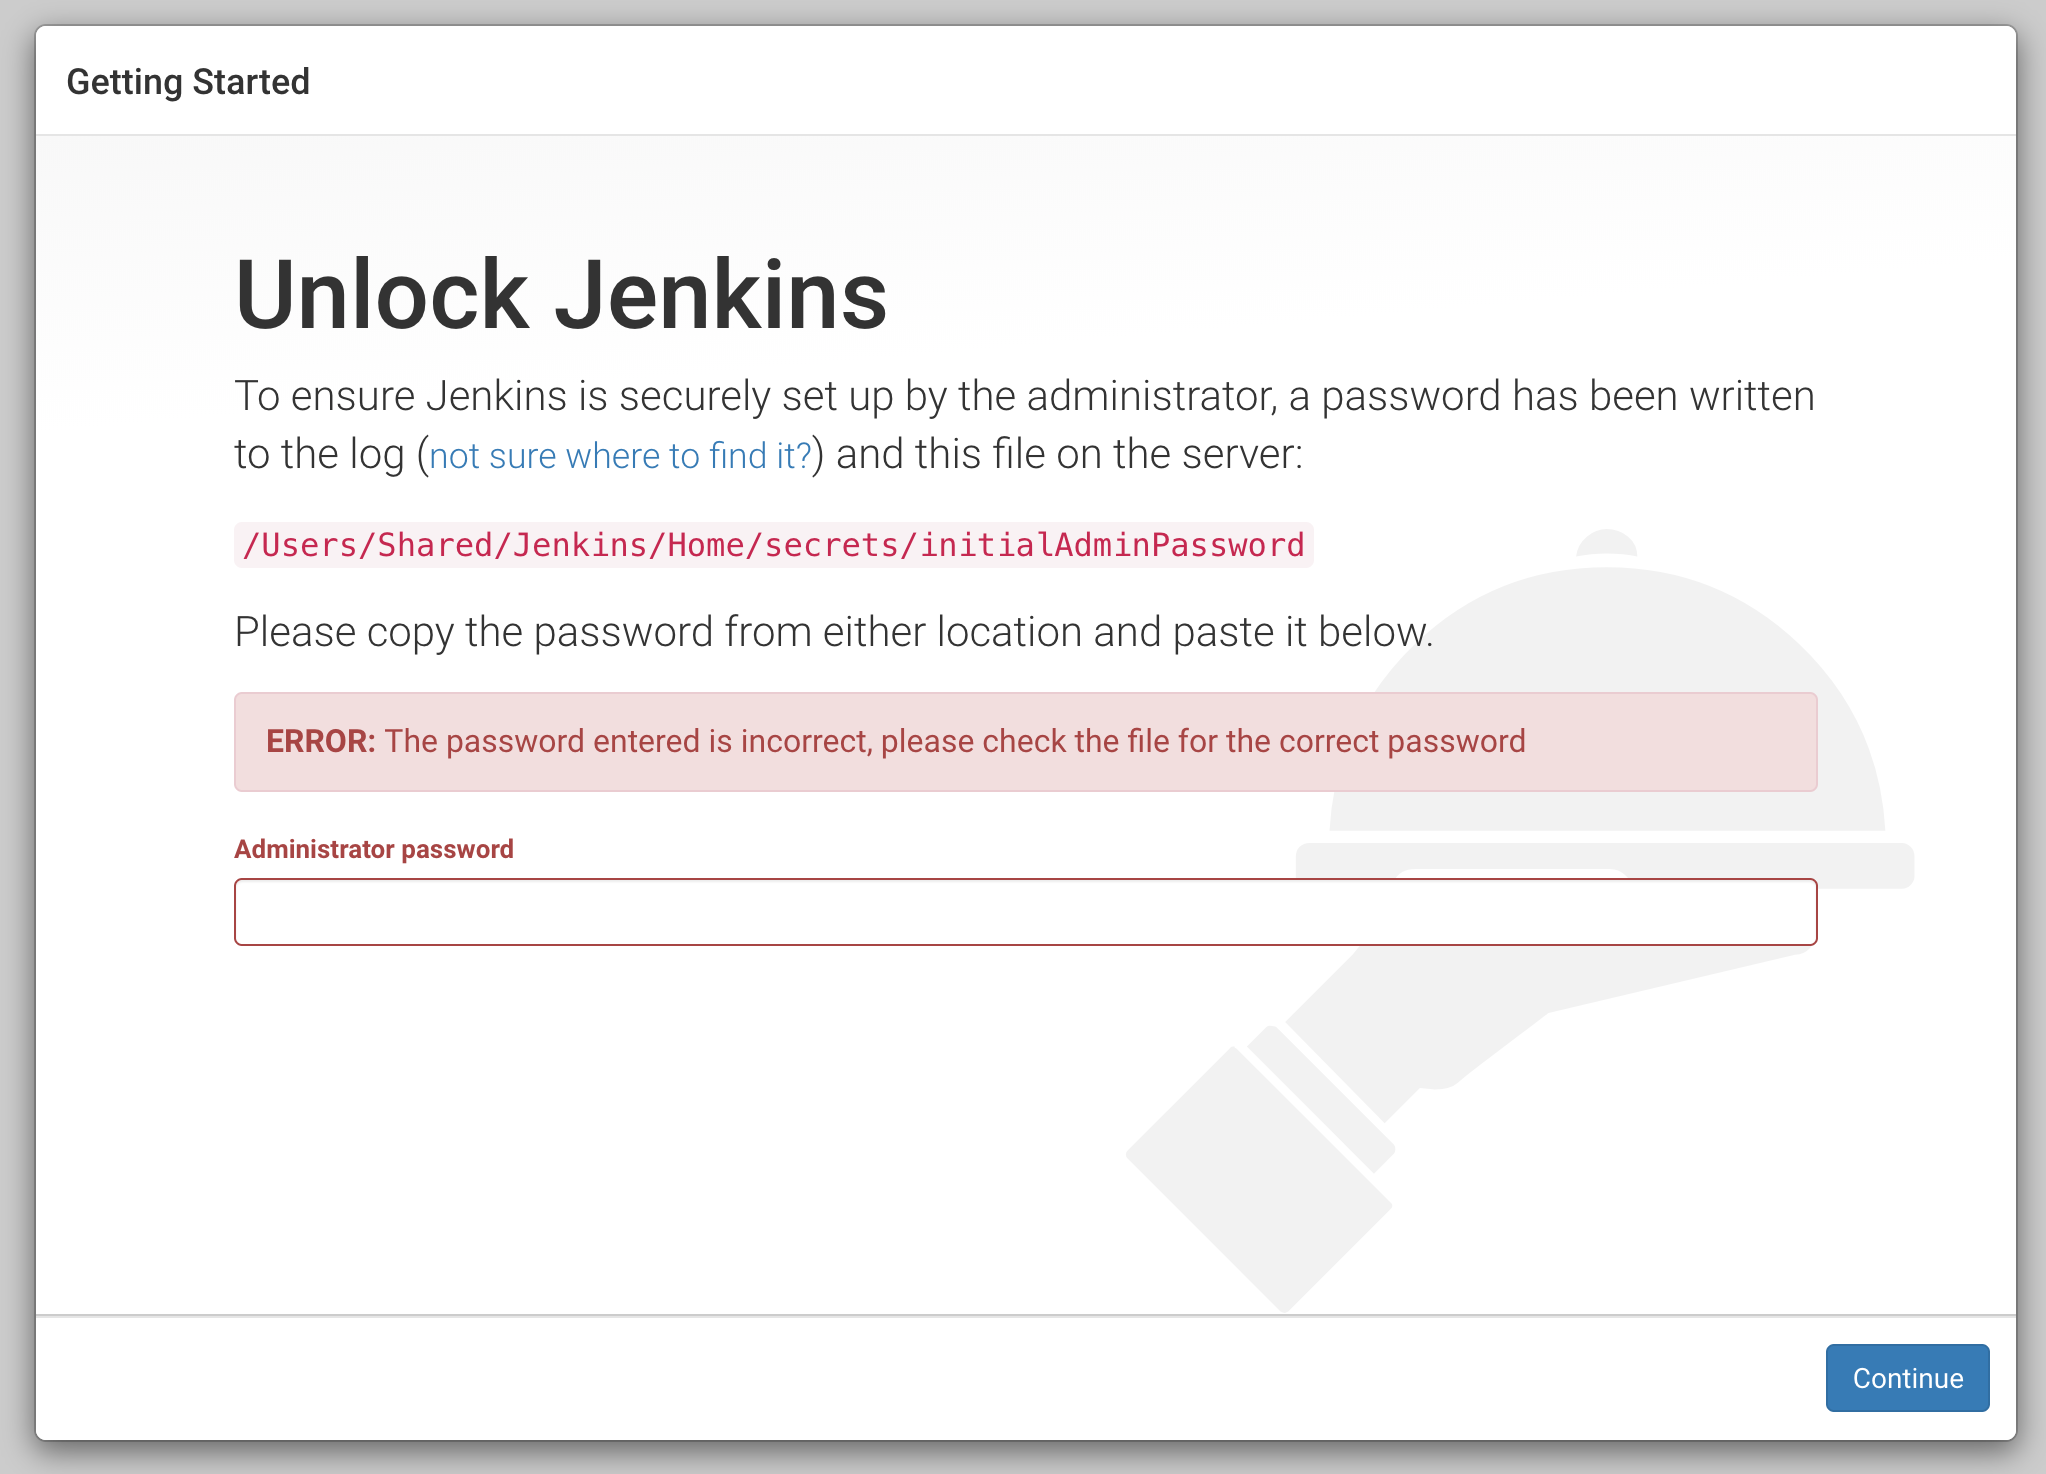 Getting Started
Unlock Jenkins
To ensure Jenkins is securely set up by the administrator, a password has been written
to the log (not sure where to find it?) and this file on the server:
/Users/Shared/Jenkins/Home/secrets/initialAdminPassword
Please copy the password from either location and paste it below.
ERROR: The password entered is incorrect, please check the file for the correct password
Administrator password
Continue